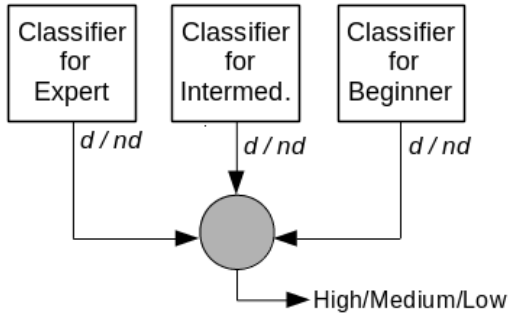 Classifier
for
Expert
Classifier
for
Intermed.
Classifier
for
Beginner
d / nd
d / nd
d / nd
High/Medium/Low